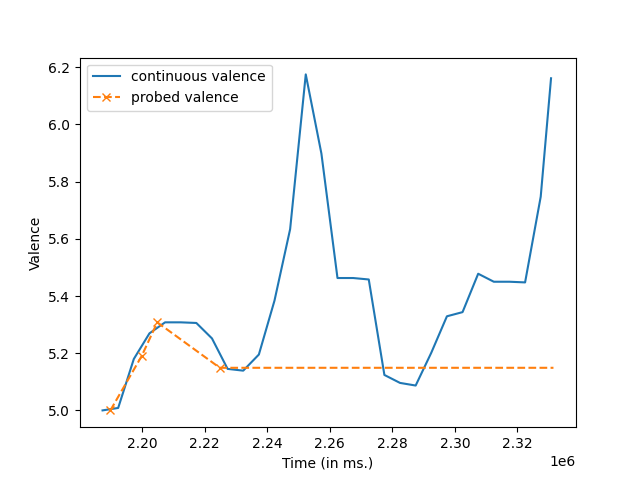 continuous valence
probed valence
6.2
6.0
5.8
5.6
5.4
5.2
5.0
Valence
2.20 2.22 2.24 2.26 2.28 2.30 2.32
Time (in ms.)
1e6